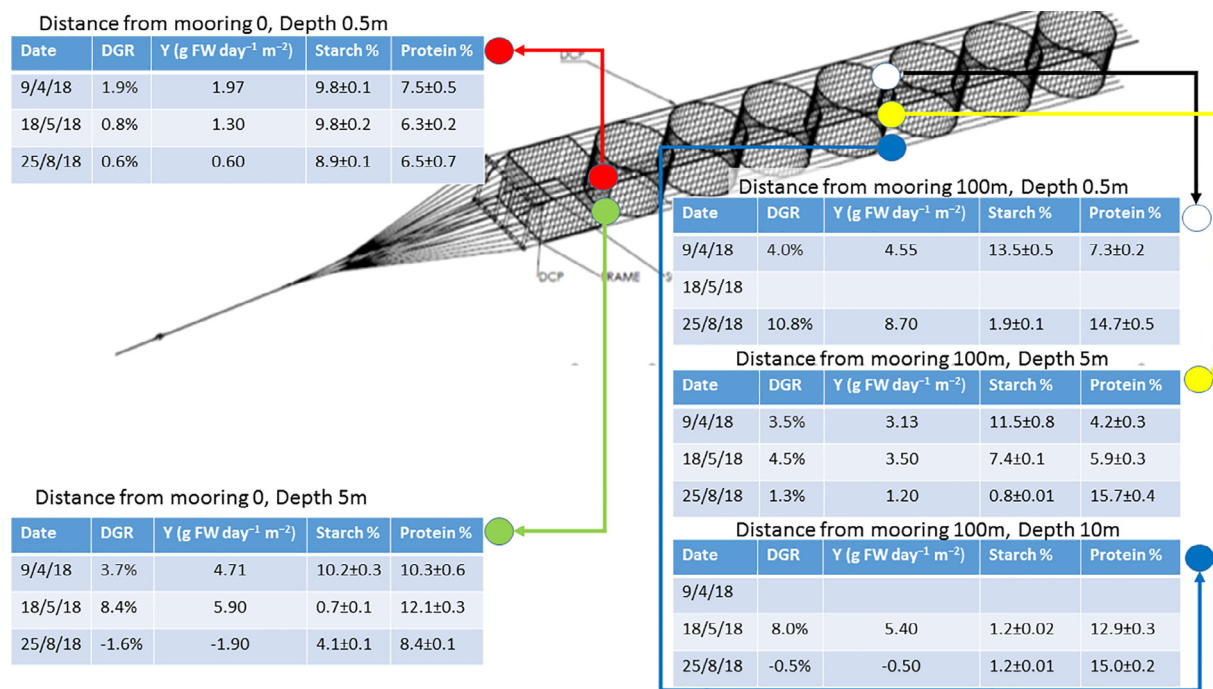 Distance from mooring 0, Depth 0.5m
Date DGR Y (g FW day⁻¹ m⁻²) Starch % Protein %
9/4/18 1.9% 1.97 9.8±0.1 7.5±0.5
18/5/18 0.8% 1.30 9.8±0.2 6.3±0.2
25/8/18 0.6% 0.60 8.9±0.1 6.5±0.7
DCP
DCP
FRAME
9
Distance from mooring 100m, Depth 0.5m
Date DGR Y (g FW day⁻¹ m⁻²) Starch % Protein %
9/4/18 4.0% 4.55 13.5±0.5 7.3±0.2
18/5/18
25/8/18 10.8% 8.70 1.9±0.1 14.7±0.5
Distance from mooring 100m, Depth 5m
Date DGR Y (g FW day⁻¹ m⁻²) Starch % Protein %
9/4/18 3.5% 3.13 11.5±0.8 4.2±0.3
18/5/18 4.5% 3.50 7.4±0.1 5.9±0.3
25/8/18 1.3% 1.20 0.8±0.01 15.7±0.4
Distance from mooring 0, Depth 5m
Date DGR Y (g FW day⁻¹ m⁻²) Starch % Protein %
9/4/18 3.7% 4.71 10.2±0.3 10.3±0.6
18/5/18 8.4% 5.90 0.7±0.1 12.1±0.3
25/8/18 -1.6% -1.90 4.1±0.1 8.4±0.1
Distance from mooring 100m, Depth 10m
Date DGR Y (g FW day⁻¹ m⁻²) Starch % Protein %
9/4/18
18/5/18 8.0% 5.40 1.2±0.02 12.9±0.3
25/8/18 -0.5% -0.50 1.2±0.01 15.0±0.2